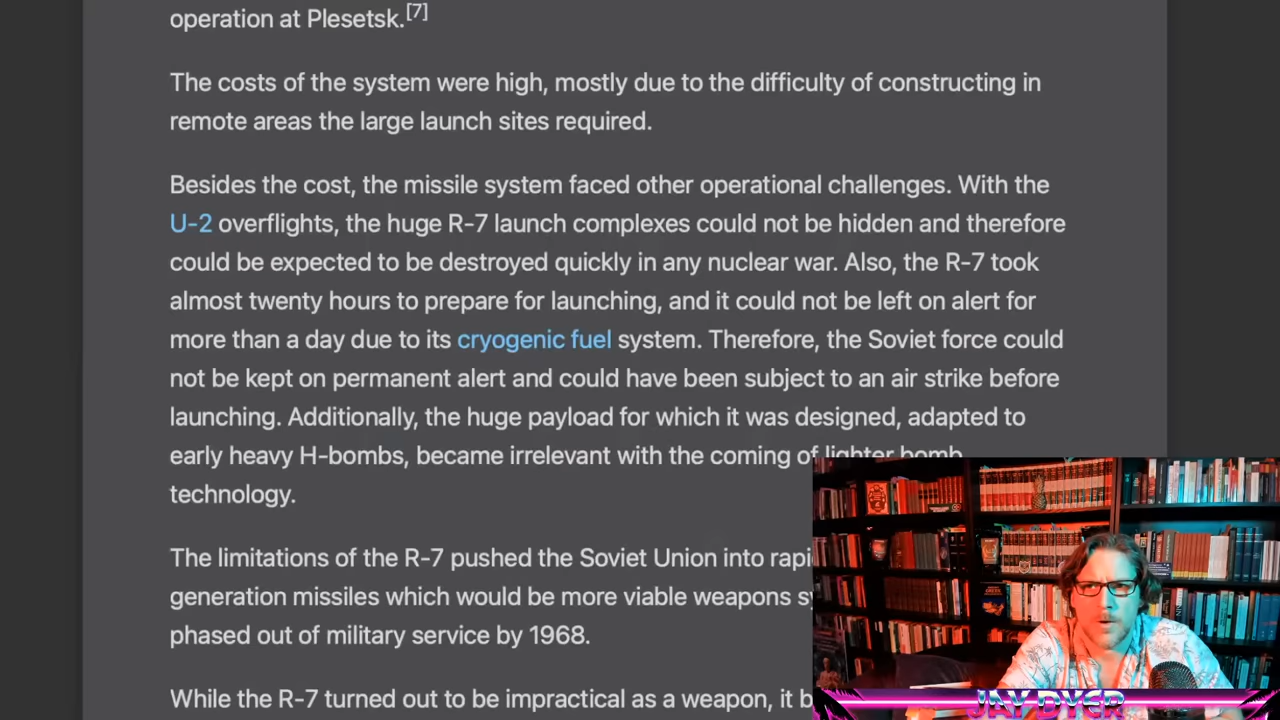 operation at Plesetsk.[7]
The costs of the system were high, mostly due to the difficulty of constructing in
remote areas the large launch sites required.
Besides the cost, the missile system faced other operational challenges. With the
U-2 overflights, the huge R-7 launch complexes could not be hidden and therefore
could be expected to be destroyed quickly in any nuclear war. Also, the R-7 took
almost twenty hours to prepare for launching, and it could not be left on alert for
more than a day due to its cryogenic fuel system. Therefore, the Soviet force could
not be kept on permanent alert and could have been subject to an air strike before
launching. Additionally, the huge payload for which it was designed, adapted to
early heavy H-bombs, became irrelevant with the coming of lighter bomb
technology.
The limitations of the R-7 pushed the Soviet Union into rapi
generation missiles which would be more viable weapons s
phased out of military service by 1968.
While the R-7 turned out to be impractical as a weapon, it b
JAY DYER